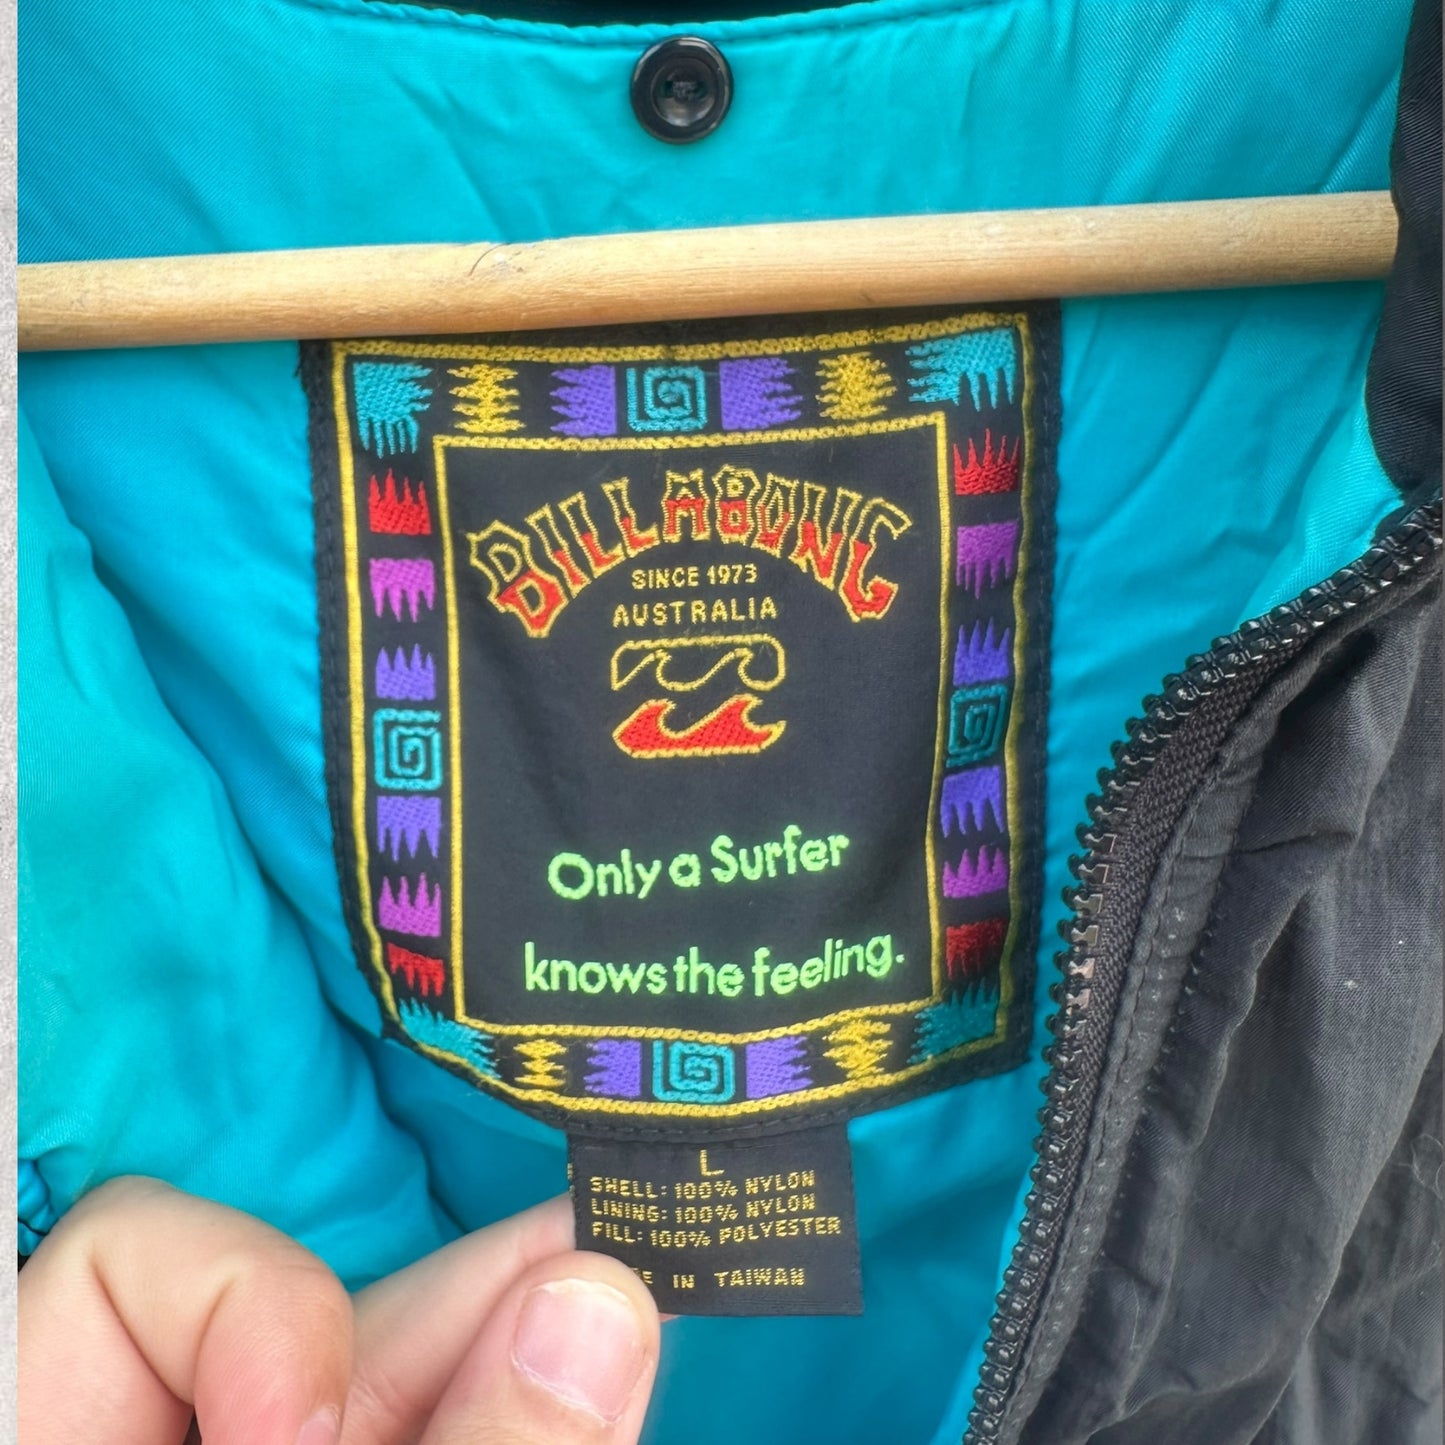 BILLABONG
SINCE 1973
AUSTRALIA
Only a Surfer
knows the feeling.
L
SHELL: 100% NYLON
LINING: 100% NYLON
FILL: 100% POLYESTER
IN TAIWAN